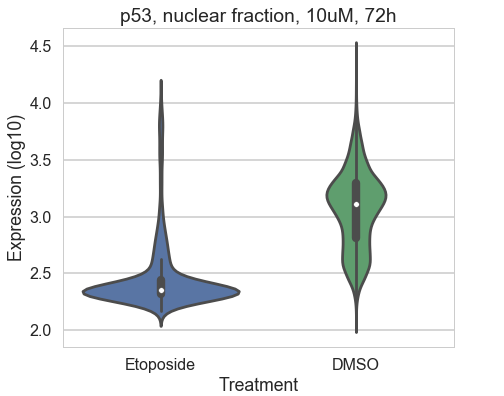 p53, nuclear fraction, 10uM, 72h
Expression (log10)
4.5
4.0
3.5
3.0
2.5
2.0
Etoposide
DMSO
Treatment